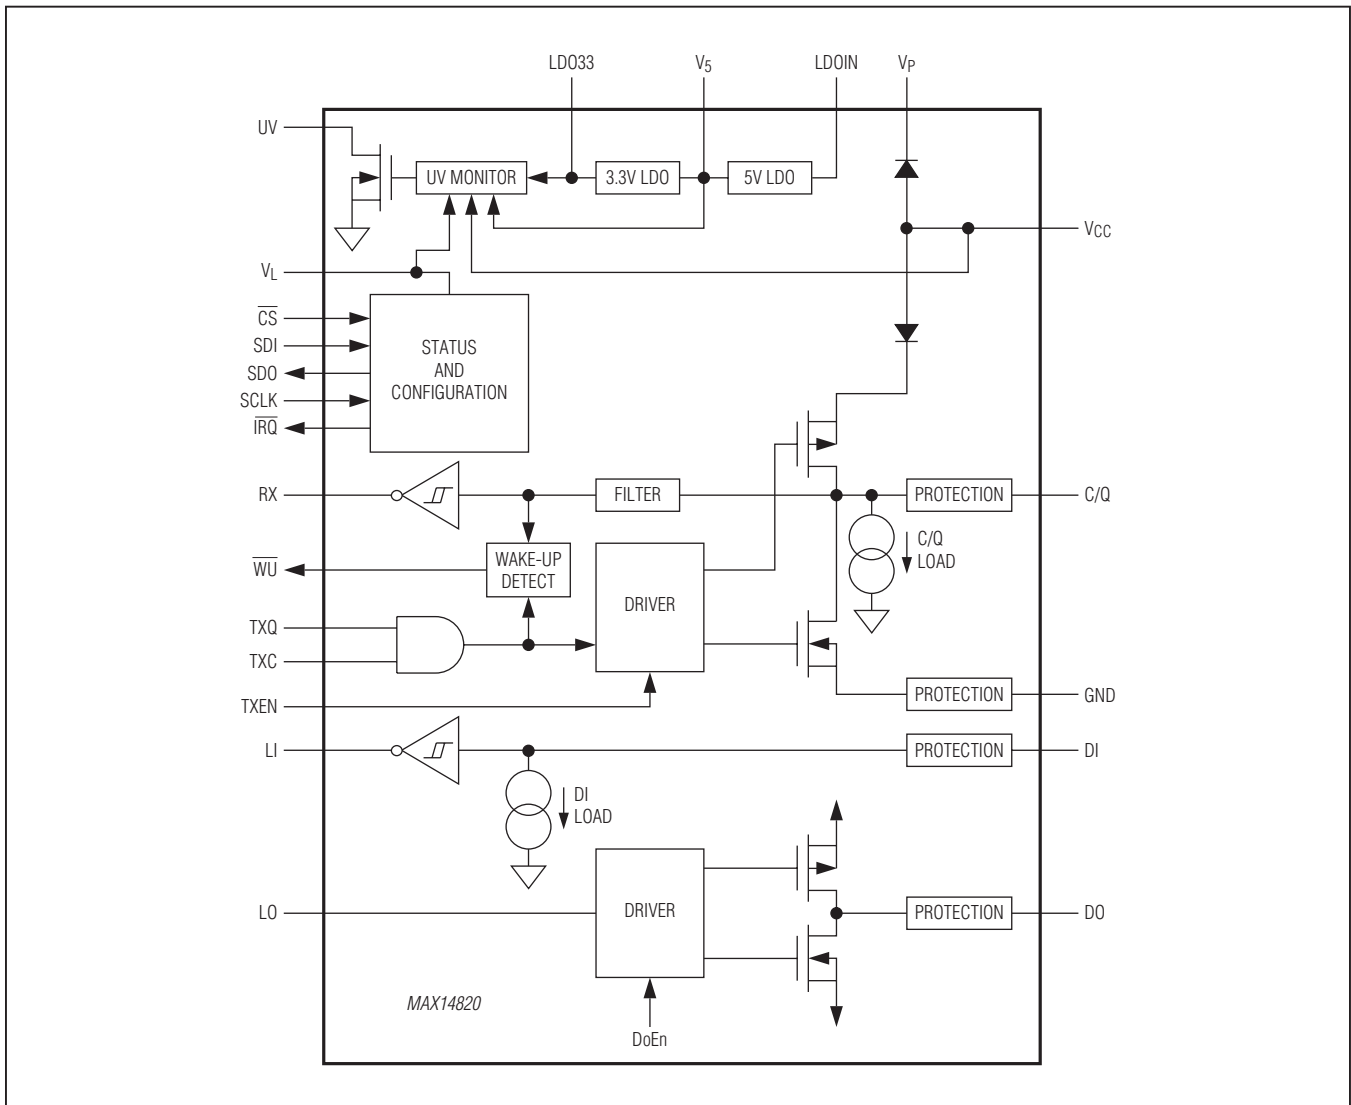 LDO33 V5 LDOIN VP
UV
UV MONITOR 3.3V LDO 5V LDO
VCC
VL
CS
SDI
SDO
SCLK
IRQ
STATUS
AND
CONFIGURATION
RX FILTER PROTECTION C/Q
C/Q
LOAD
WU
WAKE-UP
DETECT
DRIVER
TXQ
TXC
TXEN
PROTECTION GND
LI PROTECTION DI
DI
LOAD
LO DRIVER PROTECTION DO
MAX14820
DoEn